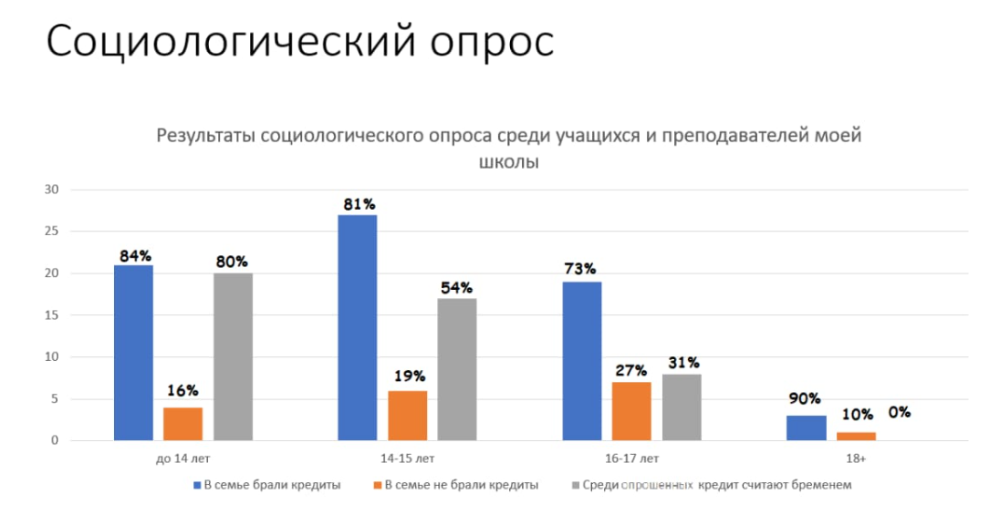 Социологический опрос
Результаты социологического опроса среди учащихся и преподавателей моей
школы
30
25
20
15
10
5
0
84%
16%
80%
81%
19%
54%
73%
27%
31%
90%
10%
0%
до 14 лет
14-15 лет
16-17 лет
18+
В семье брали кредиты
В семье не брали кредиты
Среди опрошенных кредит считают бременем